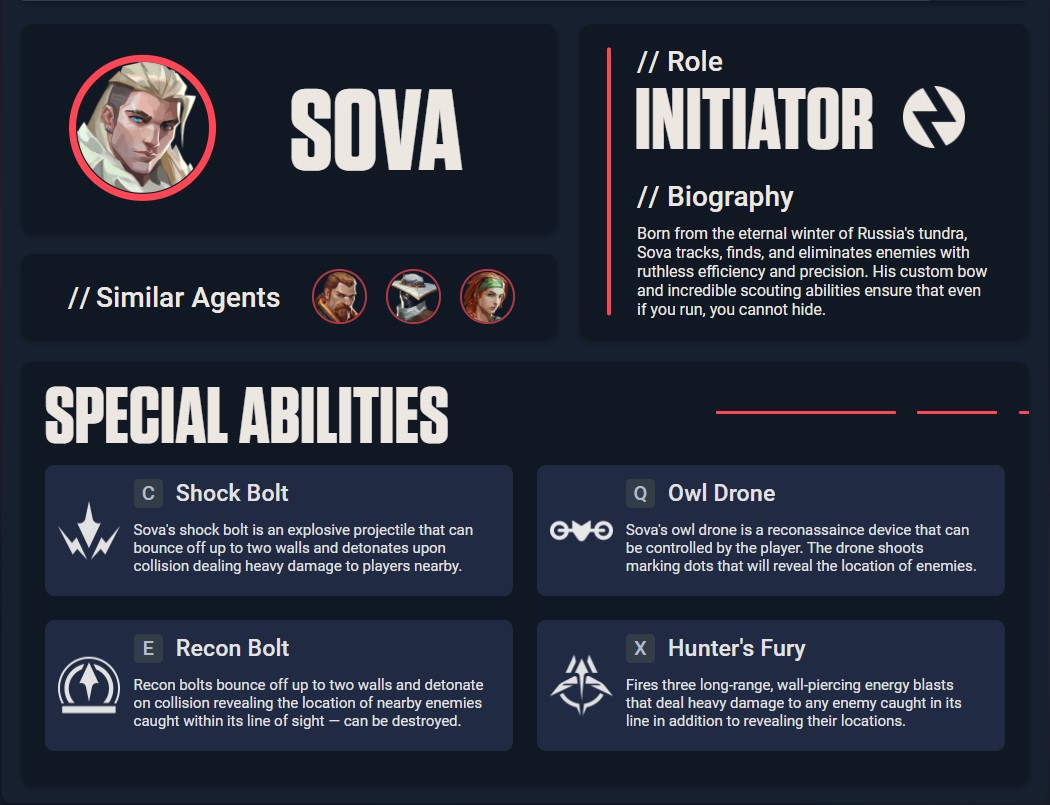 SOVA
// Role
INITIATOR
// Biography
Born from the eternal winter of Russia's tundra,
Sova tracks, finds, and eliminates enemies with
ruthless efficiency and precision. His custom bow
and incredible scouting abilities ensure that even
if you run, you cannot hide.
// Similar Agents
SPECIAL ABILITIES
C Shock Bolt
Sova's shock bolt is an explosive projectile that can
bounce off up to two walls and detonates upon
collision dealing heavy damage to players nearby.
Q Owl Drone
Sova's owl drone is a reconassaince device that can
be controlled by the player. The drone shoots
marking dots that will reveal the location of enemies.
E Recon Bolt
Recon bolts bounce off up to two walls and detonate
on collision revealing the location of nearby enemies
caught within its line of sight — can be destroyed.
X Hunter's Fury
Fires three long-range, wall-piercing energy blasts
that deal heavy damage to any enemy caught in its
line in addition to revealing their locations.